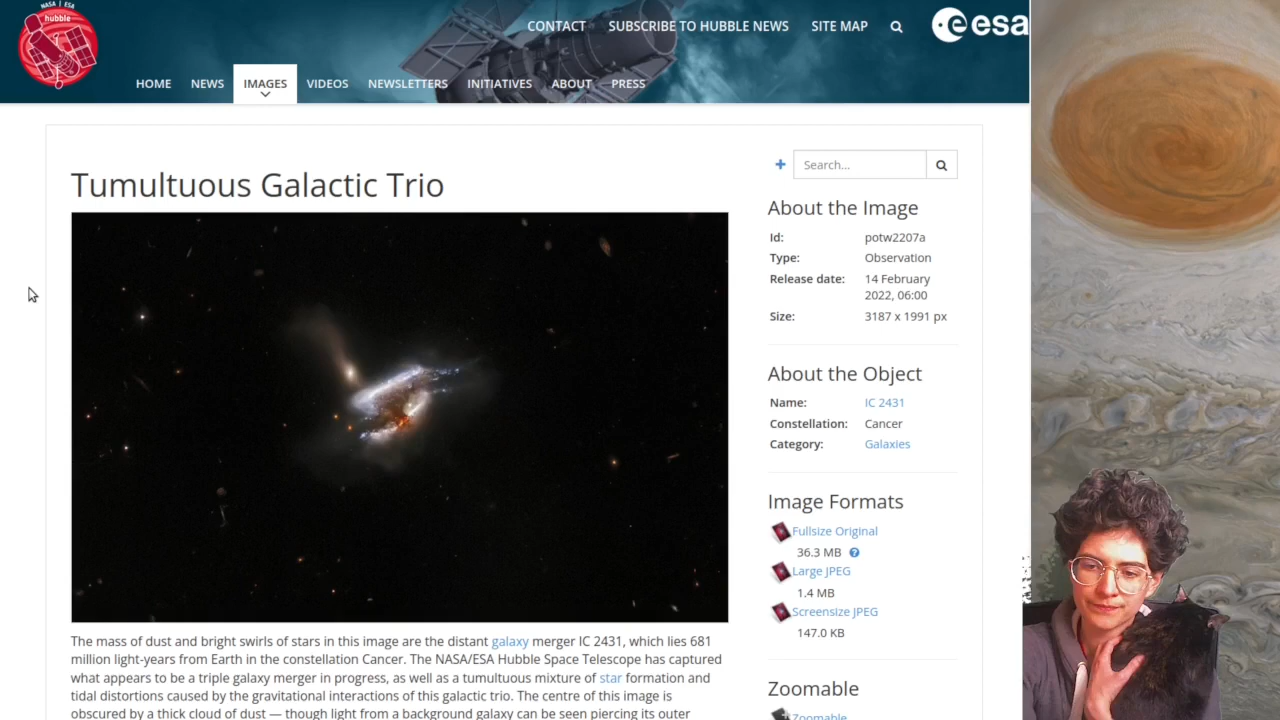 NASA | ESA
hubble
CONTACT SUBSCRIBE TO HUBBLE NEWS SITE MAP
esa
HOME NEWS IMAGES VIDEOS NEWSLETTERS INITIATIVES ABOUT PRESS
Tumultuous Galactic Trio
The mass of dust and bright swirls of stars in this image are the distant galaxy merger IC 2431, which lies 681
million light-years from Earth in the constellation Cancer. The NASA/ESA Hubble Space Telescope has captured
what appears to be a triple galaxy merger in progress, as well as a tumultuous mixture of star formation and
tidal distortions caused by the gravitational interactions of this galactic trio. The centre of this image is
obscured by a thick cloud of dust — though light from a background galaxy can be seen piercing its outer
+ Search...
About the Image
Id: potw2207a
Type: Observation
Release date: 14 February
2022, 06:00
Size: 3187 x 1991 px
About the Object
Name: IC 2431
Constellation: Cancer
Category: Galaxies
Image Formats
Fullsize Original
36.3 MB ?
Large JPEG
1.4 MB
Screensize JPEG
147.0 KB
Zoomable
Zoomable